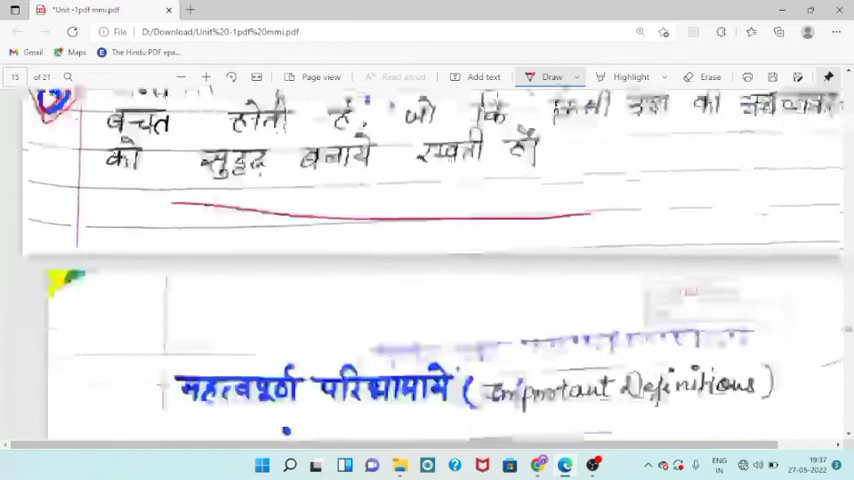 *Unit -1pdf mmi.pdf
File D:/Download/Unit%20-1pdf%20mmi.pdf
Gmail Maps The Hindu PDF epa...
15 of 21 Page view Read aloud Add text Draw Highlight Erase
बचत होती है. जो कि
को सुदृढ़ बनाये रखती हो
महत्वपूर्ण परिभाषायें (Important Definitions)
ENG 19:37
IN 27-05-2022